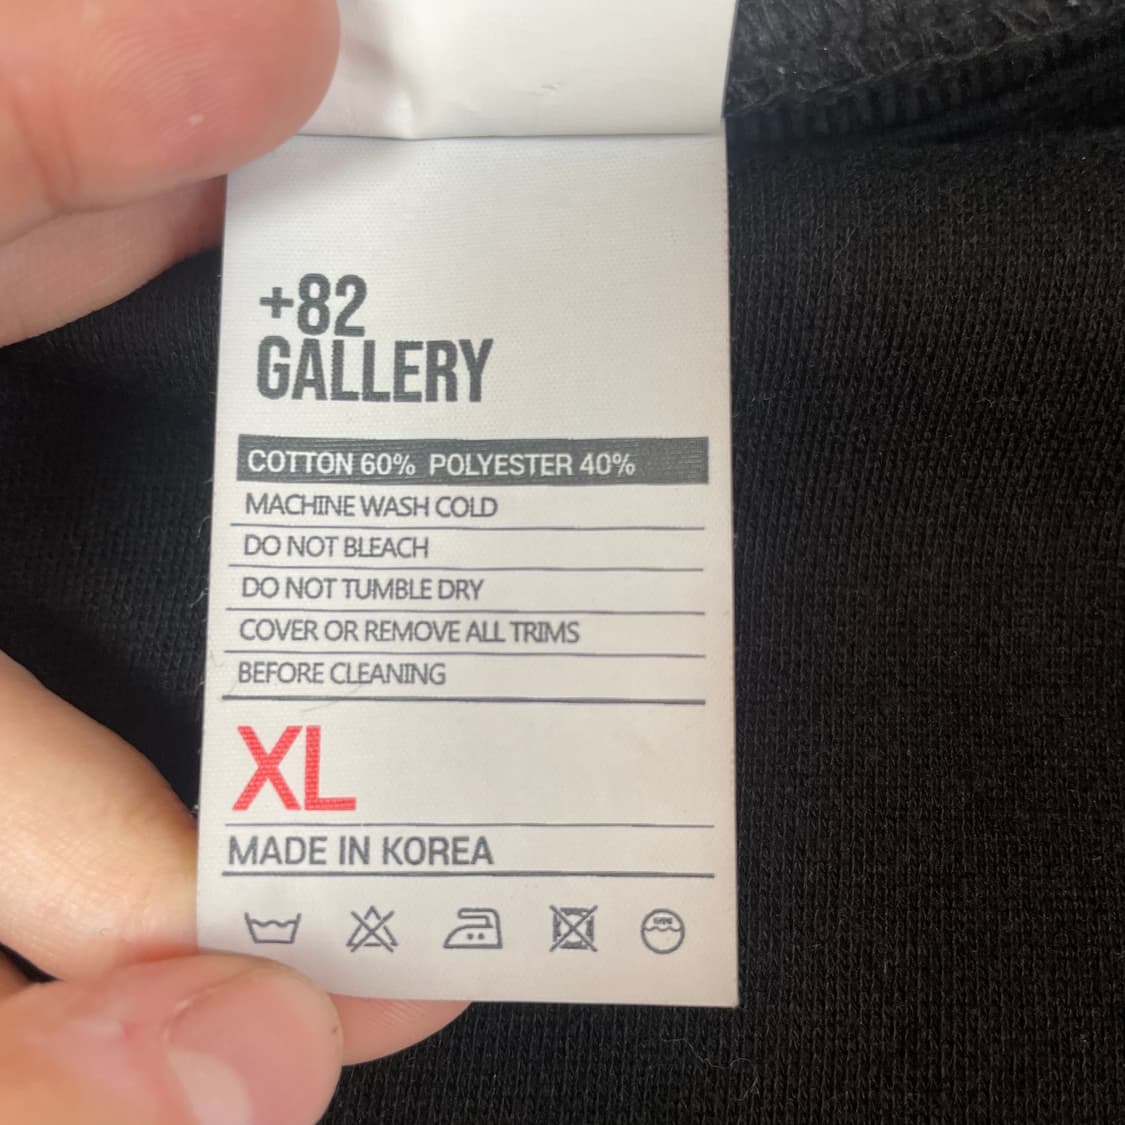 +82
GALLERY
COTTON 60% POLYESTER 40%
MACHINE WASH COLD
DO NOT BLEACH
DO NOT TUMBLE DRY
COVER OR REMOVE ALL TRIMS
BEFORE CLEANING
XL
MADE IN KOREA